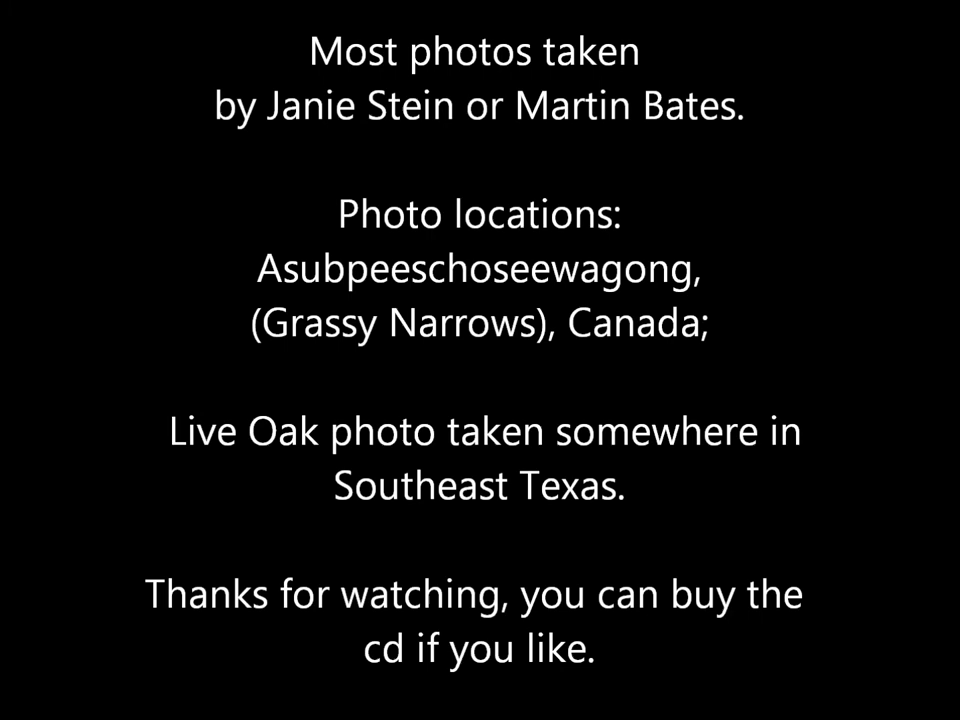 Most photos taken
by Janie Stein or Martin Bates.
Photo locations:
Asubpeeschoseewagong,
(Grassy Narrows), Canada;
Live Oak photo taken somewhere in
Southeast Texas.
Thanks for watching, you can buy the
cd if you like.